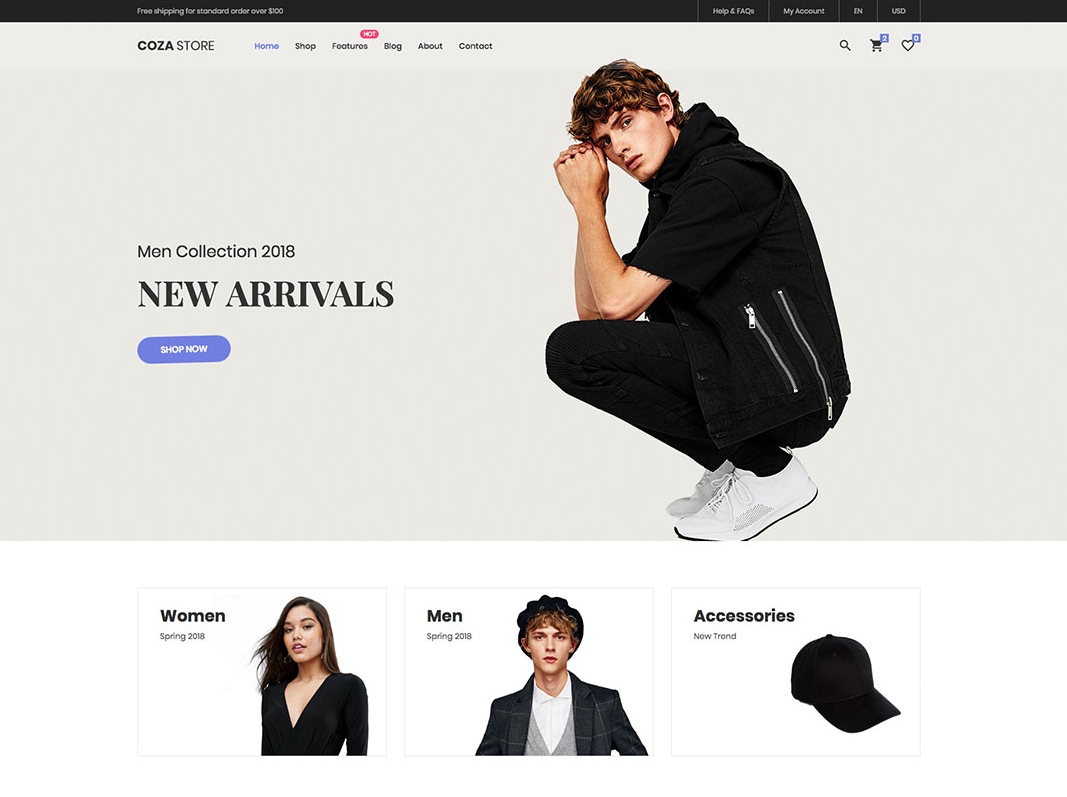 Free shipping for standard order over $100
Help & FAQs
My Account
EN
USD
COZA STORE
Home
Shop
Features
HOT
Blog
About
Contact
2
0
Men Collection 2018
NEW ARRIVALS
SHOP NOW
Women
Spring 2018
Men
Spring 2018
Accessories
New Trend